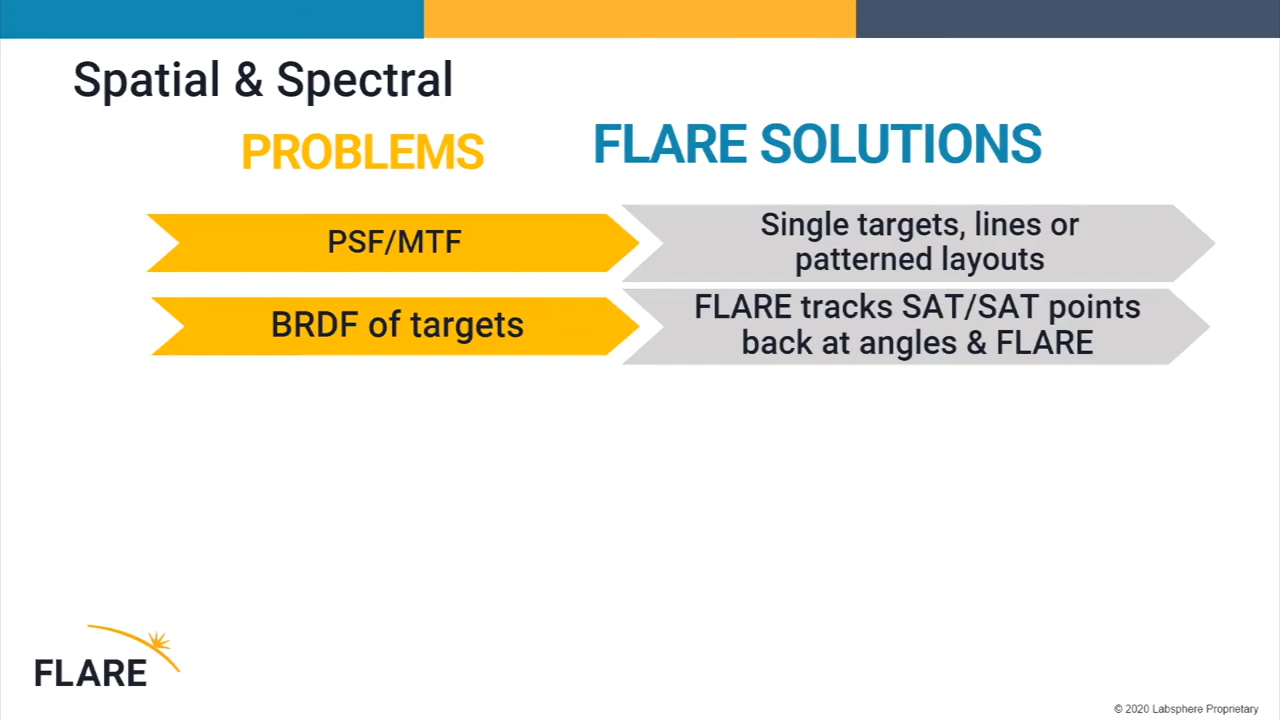 Spatial & Spectral
PROBLEMS
FLARE SOLUTIONS
PSF/MTF
Single targets, lines or
patterned layouts
BRDF of targets
FLARE tracks SAT/SAT points
back at angles & FLARE
FLARE
© 2020 Labsphere Proprietary